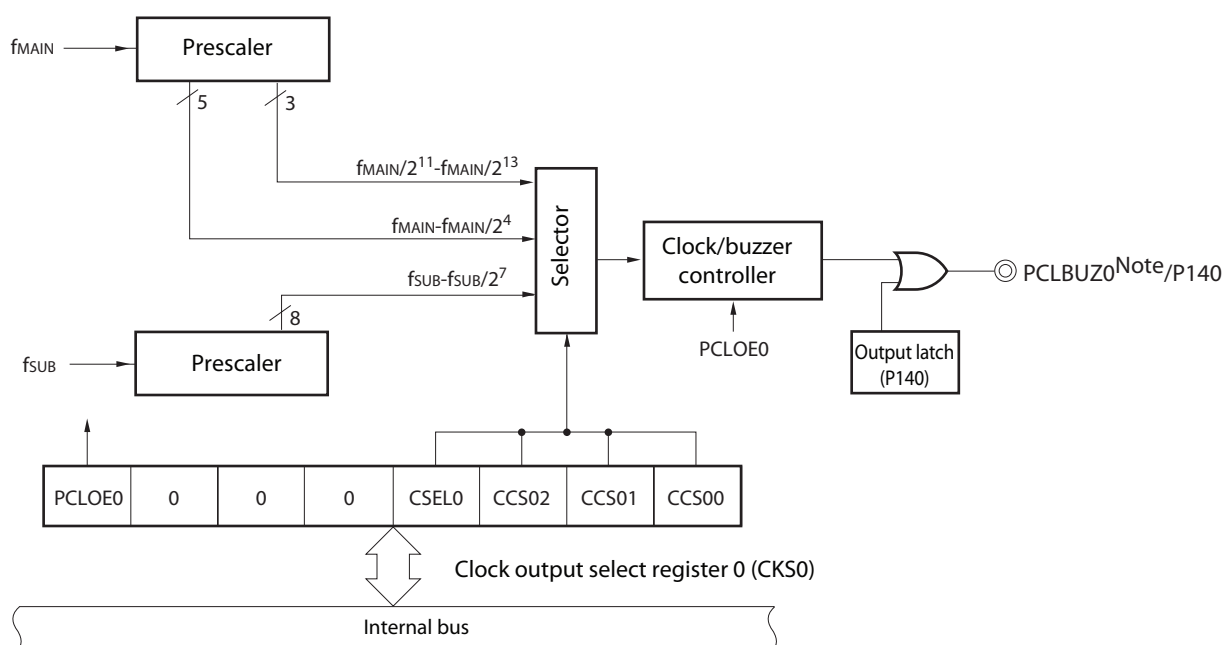 fMAIN
Prescaler
5
3
fMAIN/2^11-fMAIN/2^13
fMAIN-fMAIN/2^4
fSUB-fSUB/2^7
Selector
Clock/buzzer
controller
PCLOE0
PCLBUZ0^Note/P140
Output latch
(P140)
8
fSUB
Prescaler
PCLOE0 0 0 0 CSEL0 CCS02 CCS01 CCS00
Clock output select register 0 (CKS0)
Internal bus